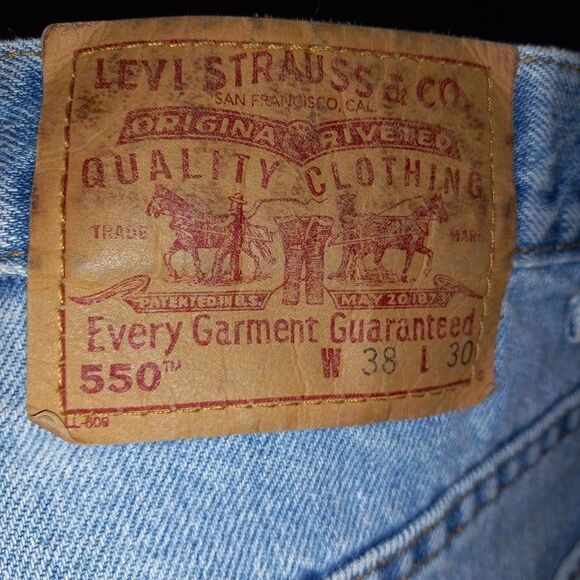 LEVI STRAUSS & CO.
SAN FRANCISCO, CAL.
ORIGINAL RIVETED
QUALITY CLOTHING
TRADE MARK
PATENTED IN U.S. MAY 20 1873
Every Garment Guaranteed
550™ W 38 L 30
®
L-609